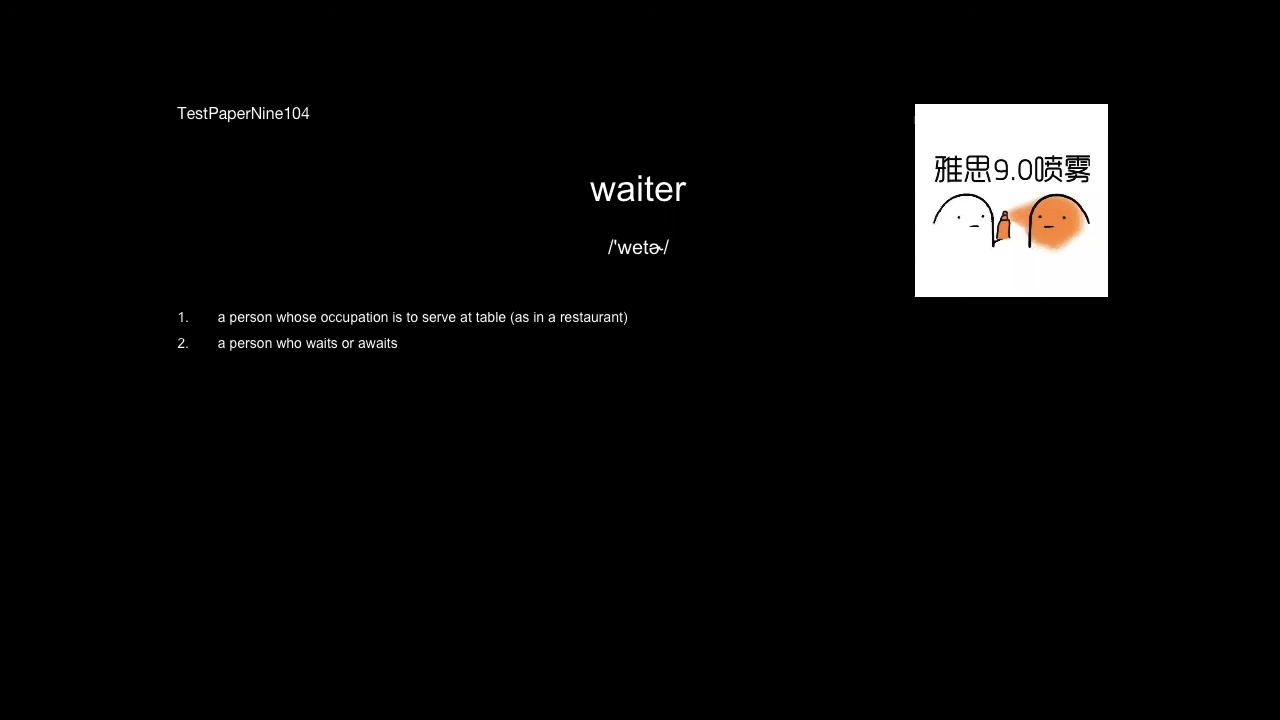 TestPaperNine104
雅思9.0喷雾
waiter
/'wetɚ/
1. a person whose occupation is to serve at table (as in a restaurant)
2. a person who waits or awaits